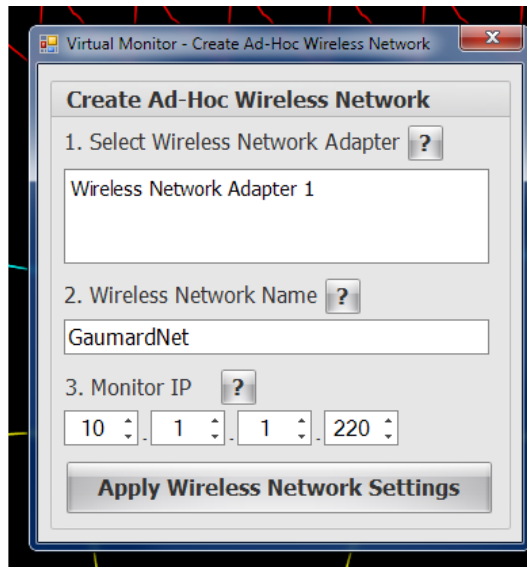 Virtual Monitor - Create Ad-Hoc Wireless Network
X
Create Ad-Hoc Wireless Network
1. Select Wireless Network Adapter ?
Wireless Network Adapter 1
2. Wireless Network Name ?
GaumardNet
3. Monitor IP ?
10 . 1 . 1 . 220
Apply Wireless Network Settings